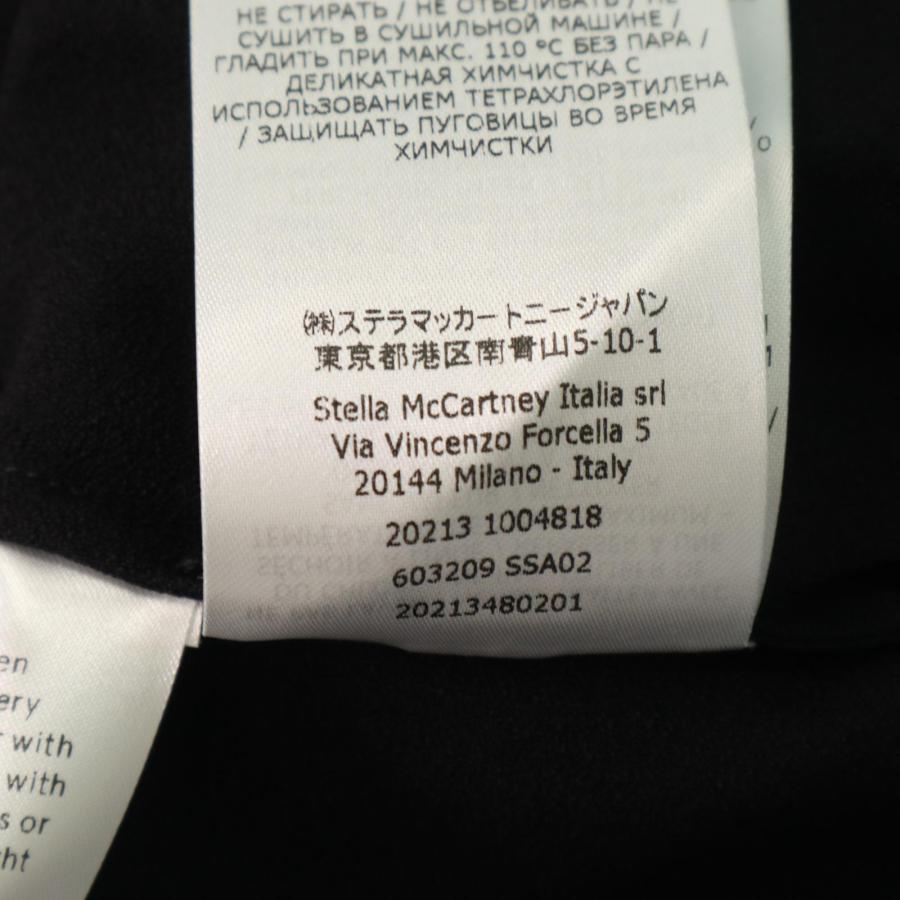 НЕ СТИРАТЬ / НЕ ОТБЕЛИВАТЬ / НЕ
СУШИТЬ В СУШИЛЬНОЙ МАШИНЕ /
ГЛАДИТЬ ПРИ МАКС. 110 °C БЕЗ ПАРА /
ДЕЛИКАТНАЯ ХИМЧИСТКА С
ИСПОЛЬЗОВАНИЕМ ТЕТРАХЛОРЭТИЛЕНА
/ ЗАЩИЩАТЬ ПУГОВИЦЫ ВО ВРЕМЯ
ХИМЧИСТКИ
㈱ステラマッカートニージャパン
東京都港区南青山5-10-1
Stella McCartney Italia srl
Via Vincenzo Forcella 5
20144 Milano - Italy
20213 1004818
603209 SSA02
20213480201
en
ery
with
with
s or
ht